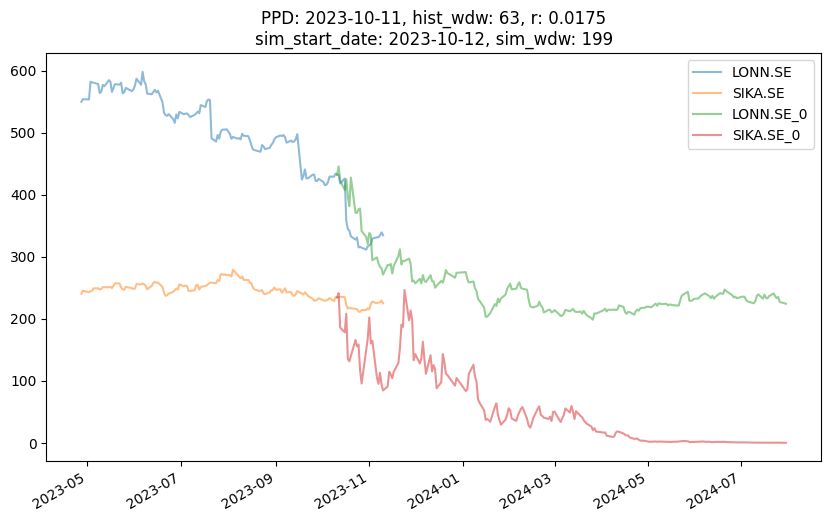 PPD: 2023-10-11, hist_wdw: 63, r: 0.0175
sim_start_date: 2023-10-12, sim_wdw: 199
600
500
400
300
200
100
0
LONN.SE
SIKA.SE
LONN.SE_0
SIKA.SE_0
2023-05
2023-07
2023-09
2023-11
2024-01
2024-03
2024-05
2024-07